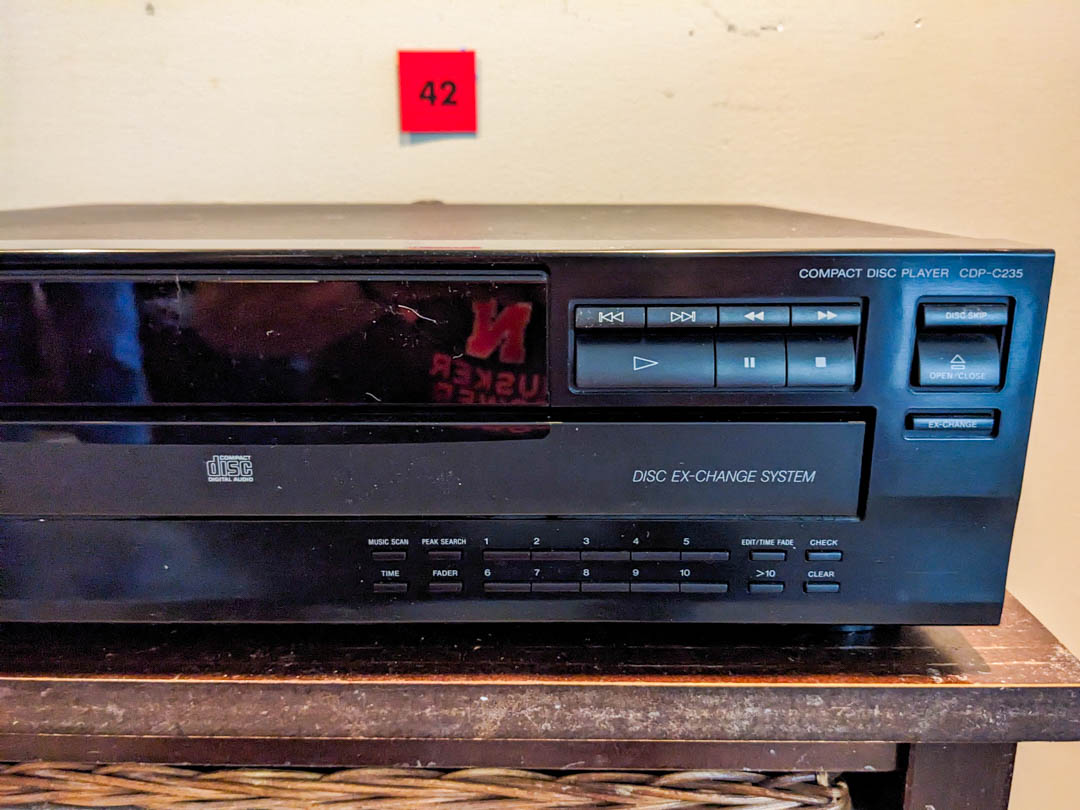 42
COMPACT DISC PLAYER CDP-C235
DISC SKIP
OPEN/CLOSE
EX-CHANGE
COMPACT
disc
DIGITAL AUDIO
DISC EX-CHANGE SYSTEM
MUSIC SCAN PEAK SEARCH 1 2 3 4 5 EDIT/TIME FADE CHECK
TIME FADER 6 7 8 9 10 >10 CLEAR
N
USKER